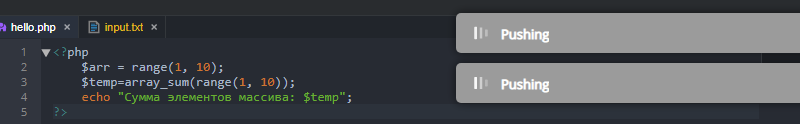 hello.php × input.txt ×
Pushing
1 <?php
2 $arr = range(1, 10);
3 $temp=array_sum(range(1, 10));
Pushing
4 echo "Сумма элементов массива: $temp";
5 ?>